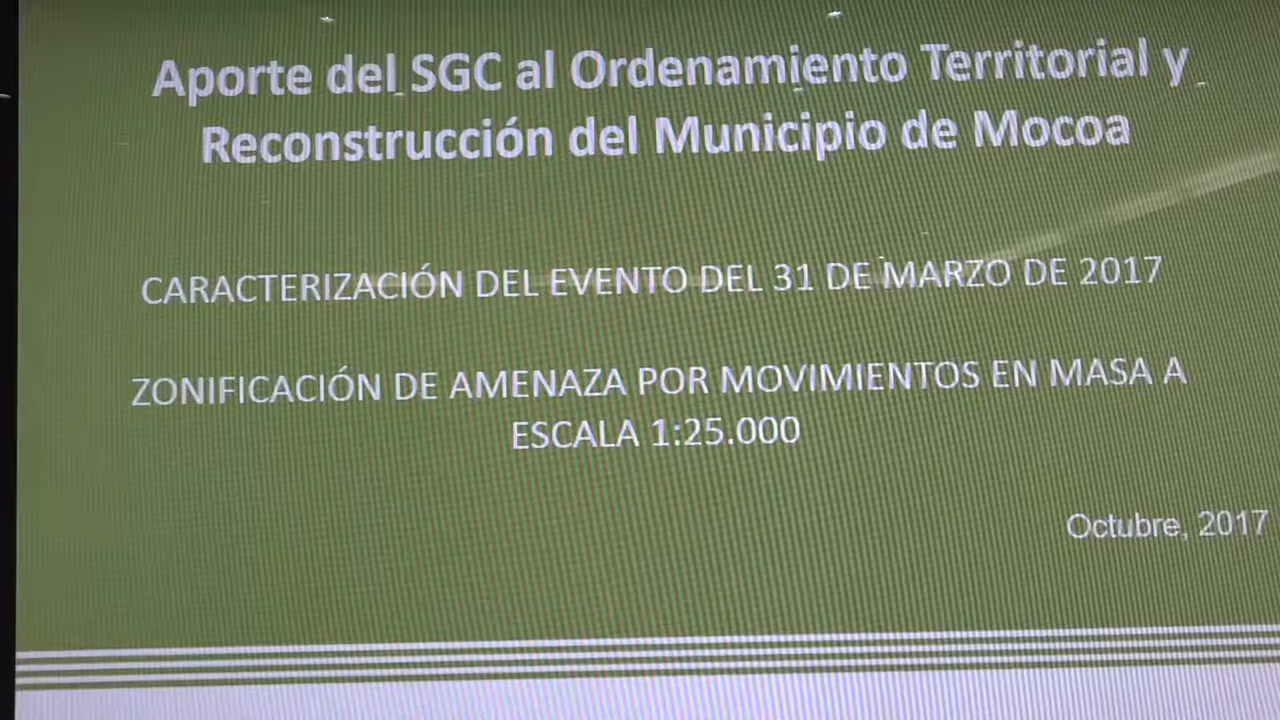 Aporte del SGC al Ordenamiento Territorial y
Reconstrucción del Municipio de Mocoa
CARACTERIZACIÓN DEL EVENTO DEL 31 DE MARZO DE 2017
ZONIFICACIÓN DE AMENAZA POR MOVIMIENTOS EN MASA A
ESCALA 1:25.000
Octubre, 2017